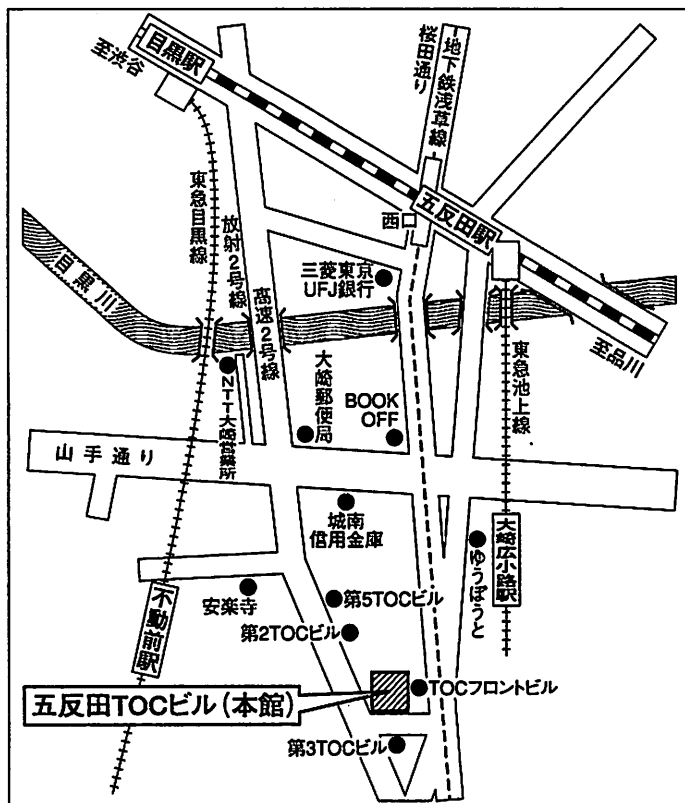 至渋谷
目黒駅
桜田通り
地下鉄浅草線
東急目黒線
放射2号線
高速2号線
西口
五反田駅
目黒川
三菱東京
UFJ銀行
至品川
NTT大崎営業所
大崎郵便局
BOOK
OFF
東急池上線
山手通り
城南
信用金庫
ゆうぽうと
大崎広小路駅
不動前駅
安楽寺
第5TOCビル
第2TOCビル
五反田TOCビル(本館)
TOCフロントビル
第3TOCビル